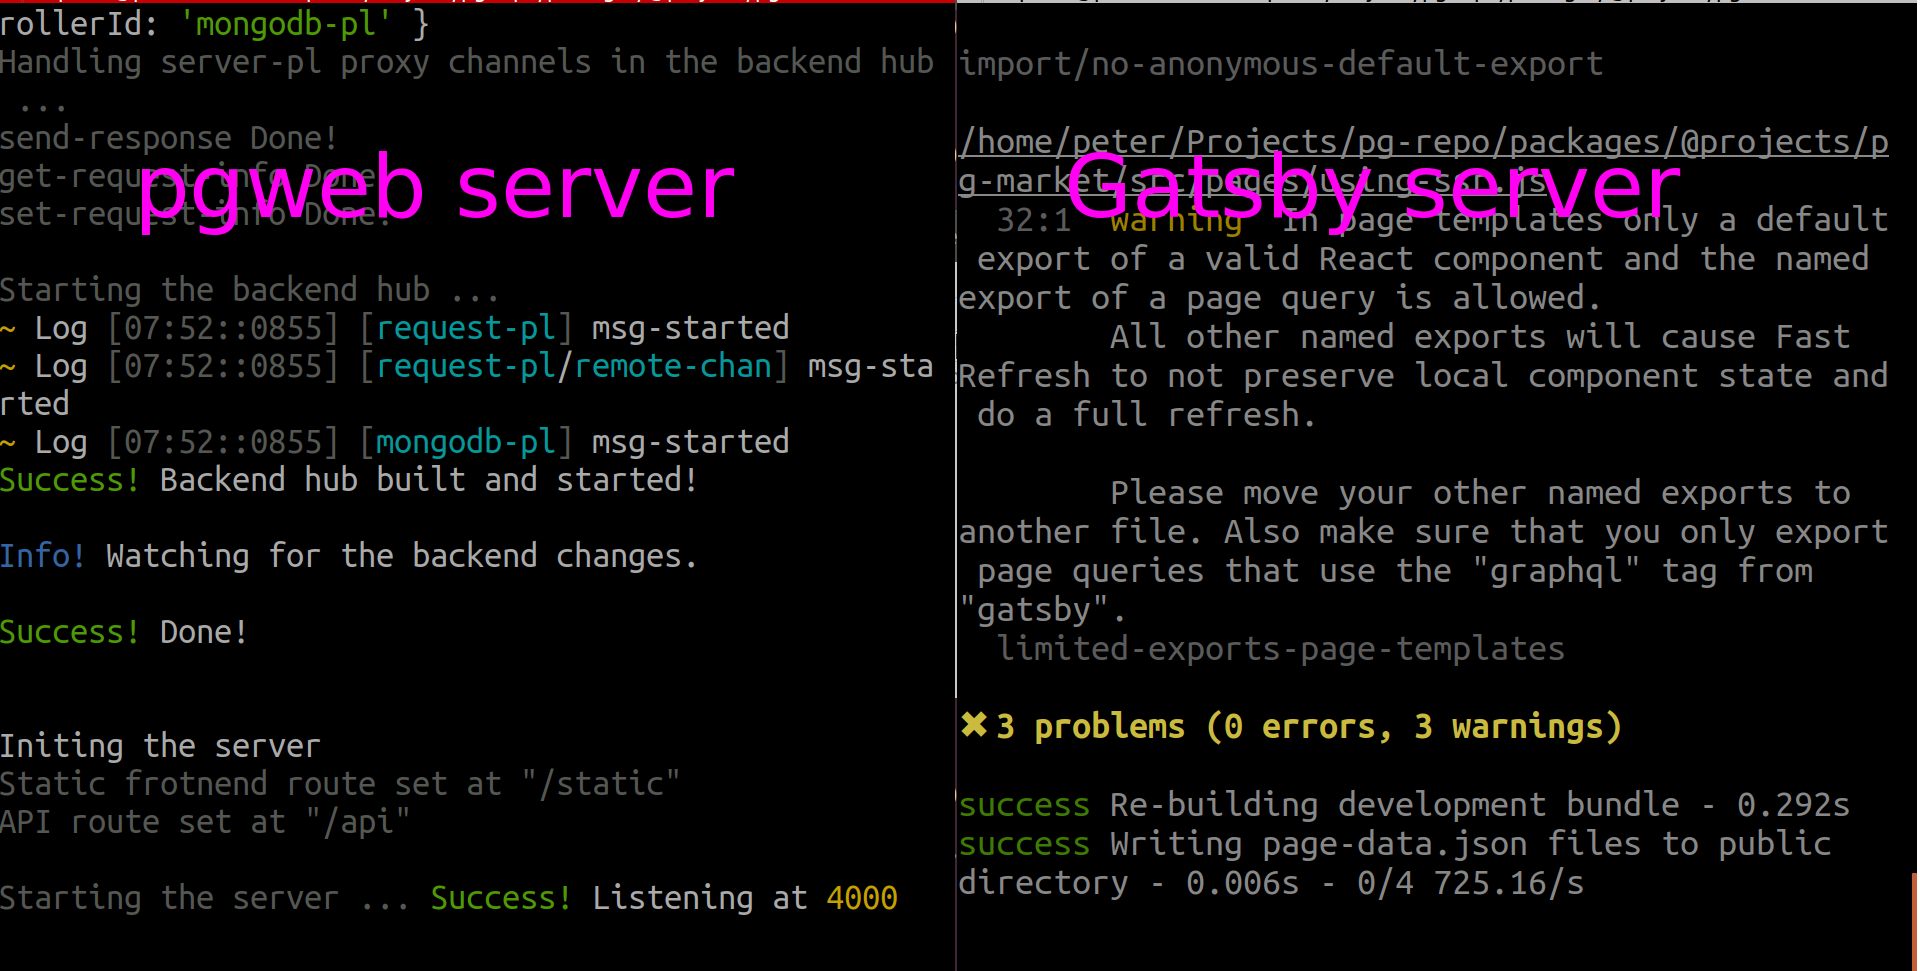 rollerId: 'mongodb-pl' }
Handling server-pl proxy channels in the backend hub
...
send-response Done!
get-request-info Done!
set-request-info Done!
pgweb server
Starting the backend hub ...
~ Log [07:52::0855] [request-pl] msg-started
~ Log [07:52::0855] [request-pl/remote-chan] msg-sta
rted
~ Log [07:52::0855] [mongodb-pl] msg-started
Success! Backend hub built and started!
Info! Watching for the backend changes.
Success! Done!
Initing the server
Static frotnend route set at "/static"
API route set at "/api"
Starting the server ... Success! Listening at 4000
import/no-anonymous-default-export
/home/peter/Projects/pg-repo/packages/@projects/p
g-market/src/pages/using-ssr.js
Gatsby server
32:1 warning In page templates only a default
export of a valid React component and the named
export of a page query is allowed.
All other named exports will cause Fast
Refresh to not preserve local component state and
do a full refresh.
Please move your other named exports to
another file. Also make sure that you only export
page queries that use the "graphql" tag from
"gatsby".
limited-exports-page-templates
✖ 3 problems (0 errors, 3 warnings)
success Re-building development bundle - 0.292s
success Writing page-data.json files to public
directory - 0.006s - 0/4 725.16/s